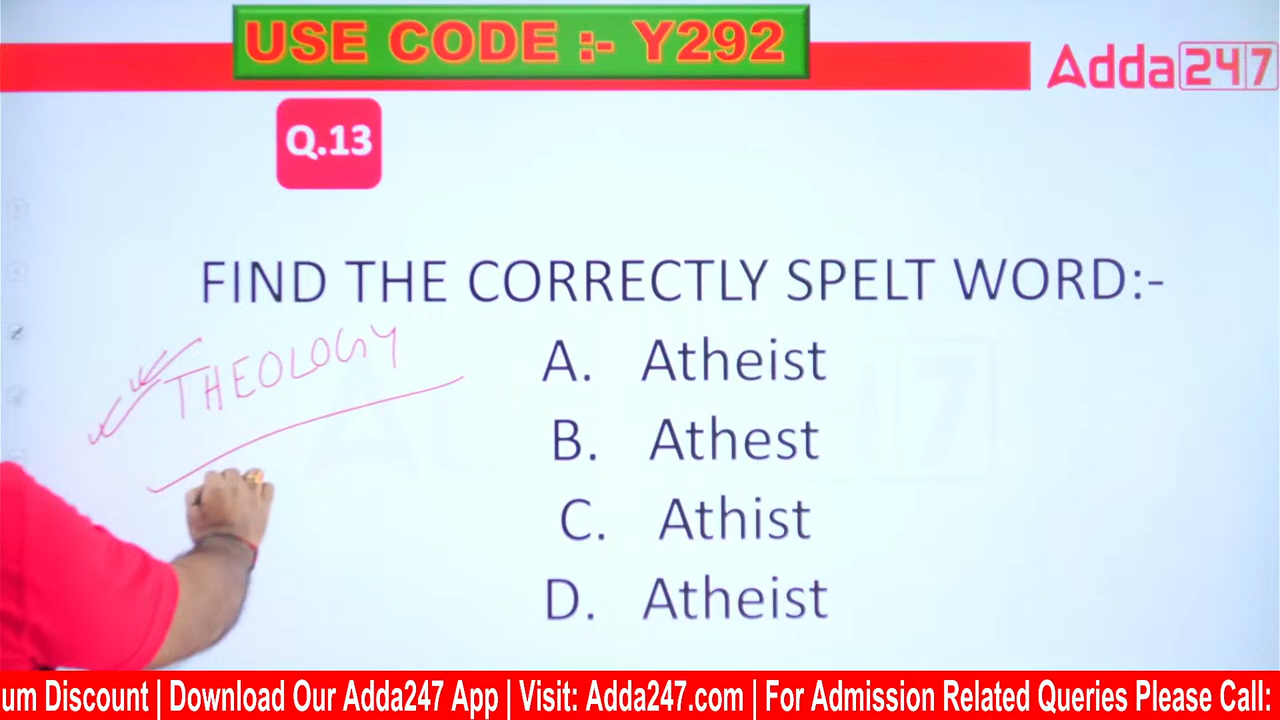 USE CODE :- Y292
Adda247
Q.13
FIND THE CORRECTLY SPELT WORD:-
THEOLOGY
A. Atheist
B. Athest
C. Athist
D. Atheist
um Discount | Download Our Adda247 App | Visit: Adda247.com | For Admission Related Queries Please Call: